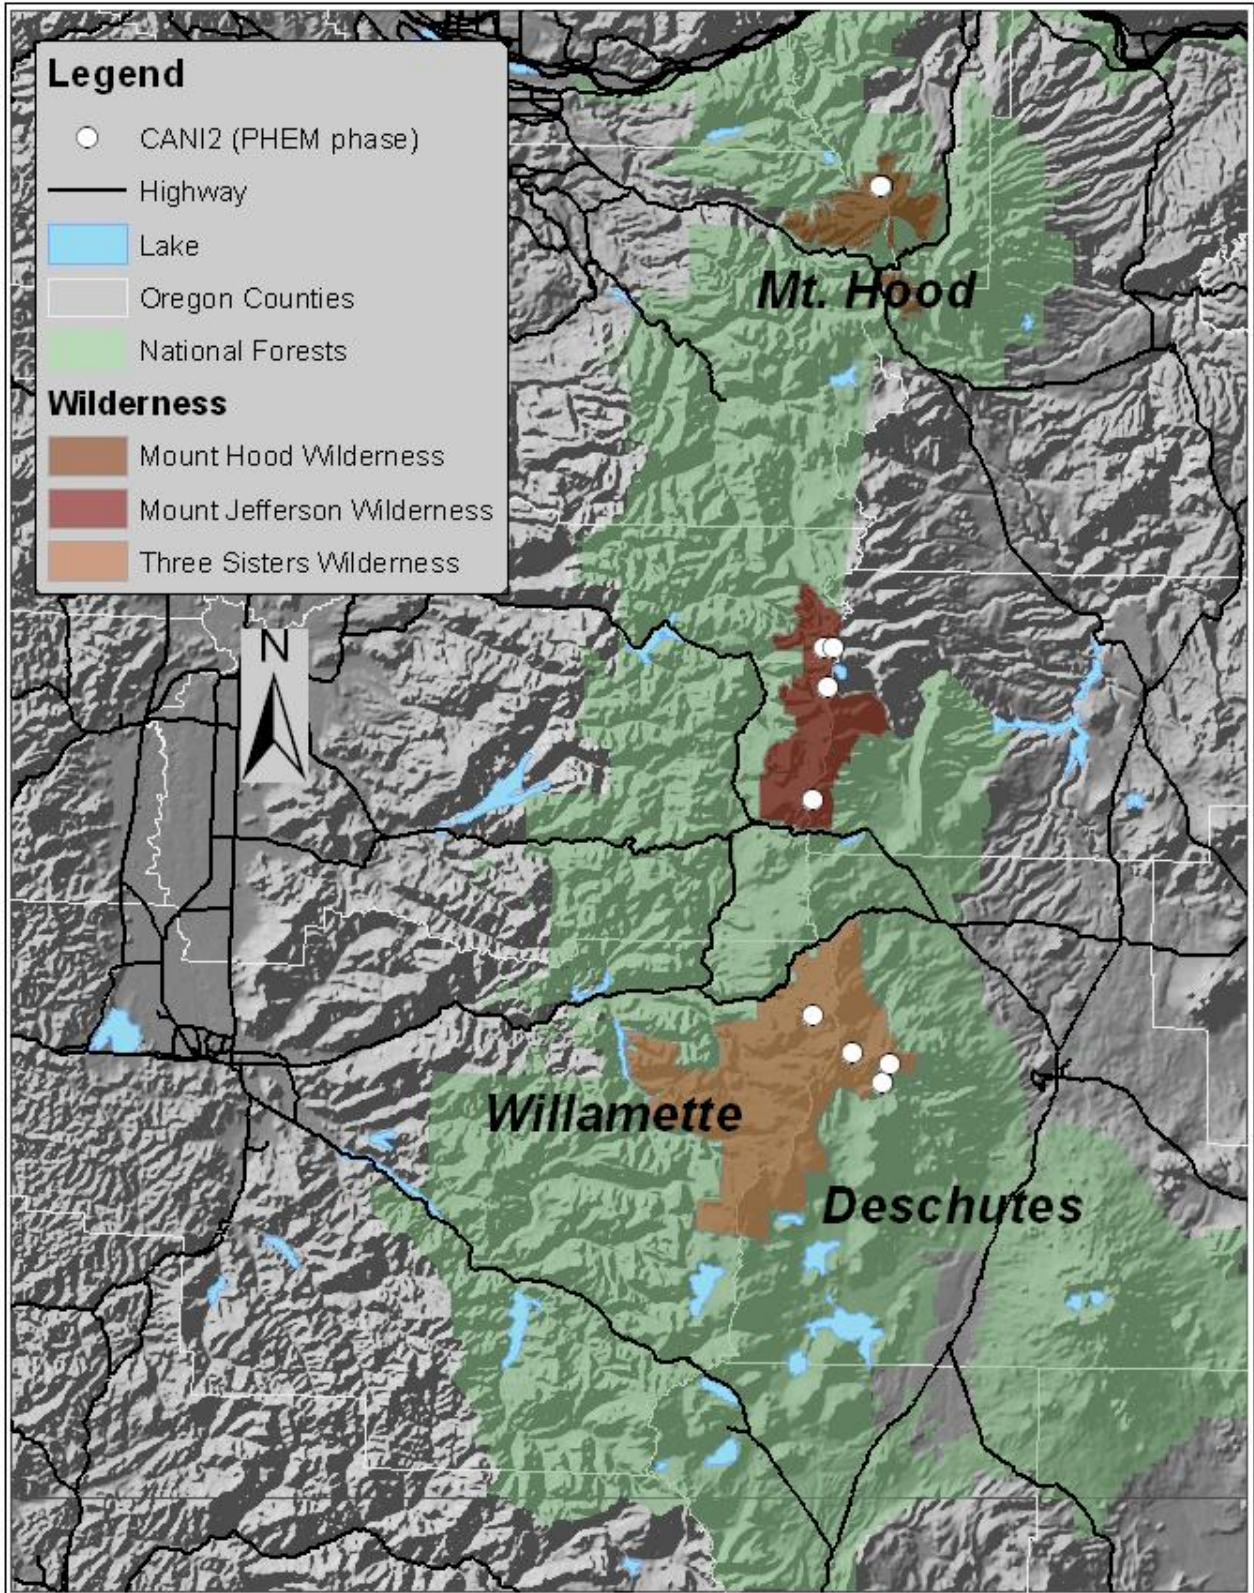 Legend
CANI2 (PHEM phase)
Highway
Lake
Oregon Counties
National Forests
Wilderness
Mount Hood Wilderness
Mount Jefferson Wilderness
Three Sisters Wilderness
N
Mt. Hood
Willamette
Deschutes